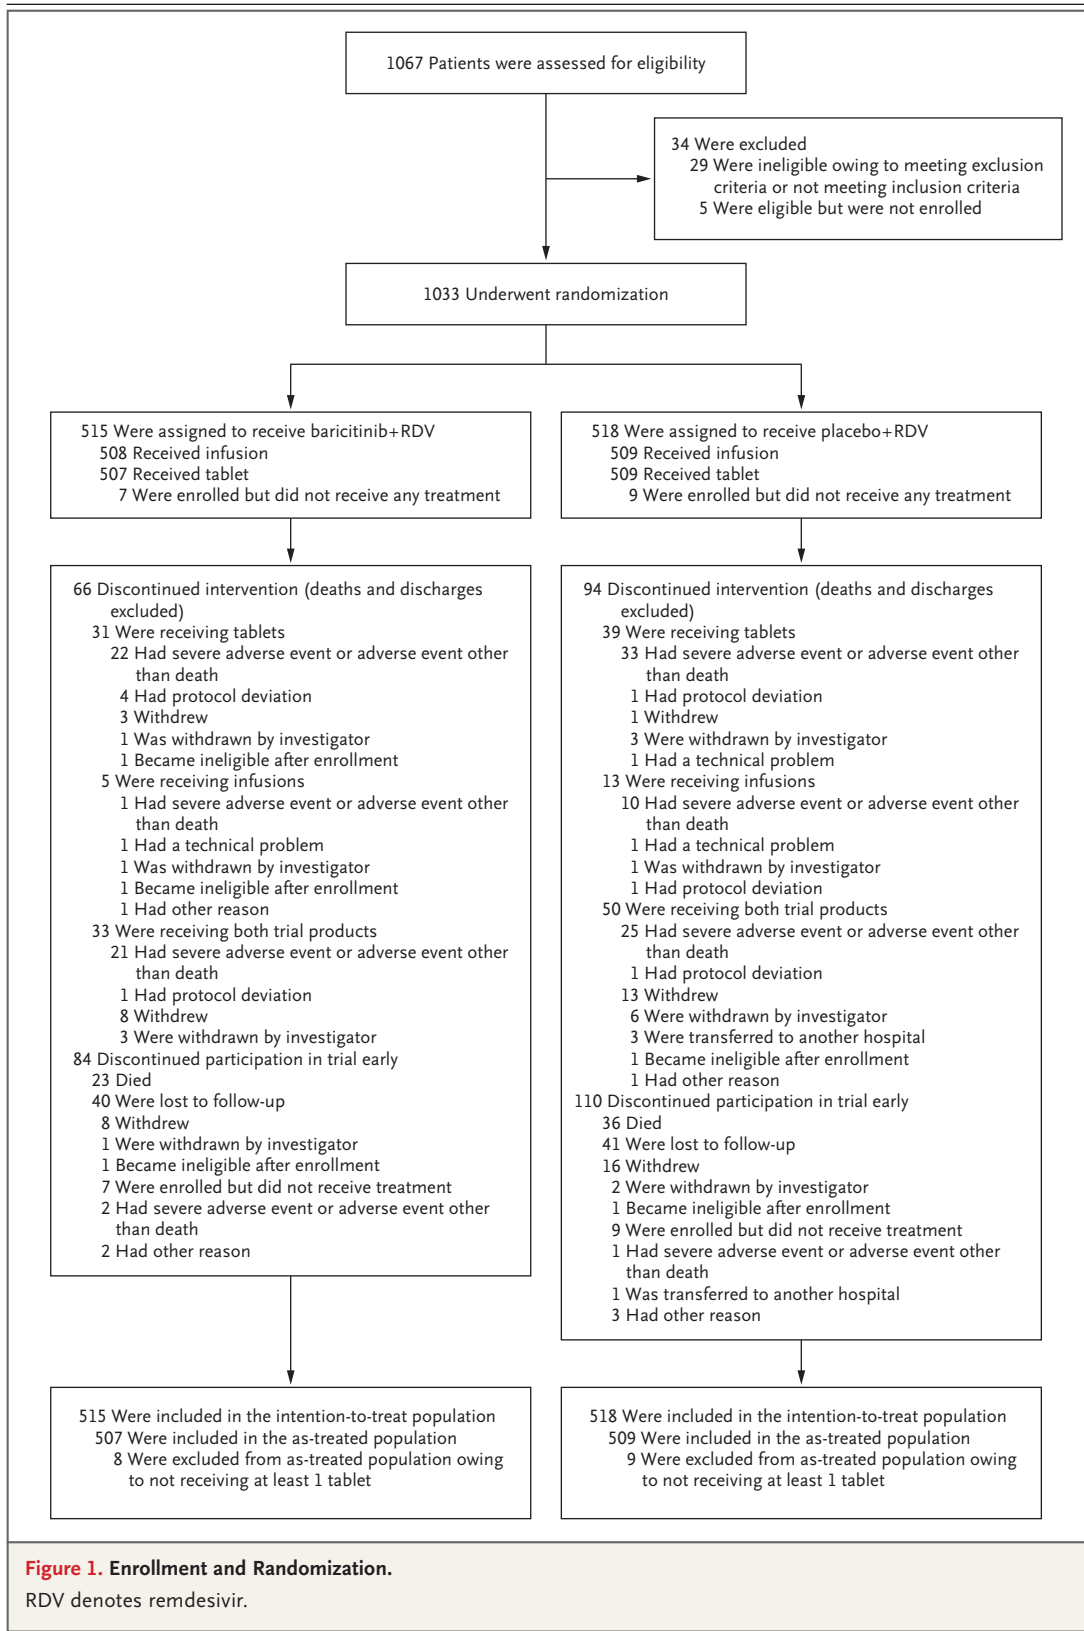 1067 Patients were assessed for eligibility
34 Were excluded
29 Were ineligible owing to meeting exclusion
criteria or not meeting inclusion criteria
5 Were eligible but were not enrolled
1033 Underwent randomization
515 Were assigned to receive baricitinib+RDV
508 Received infusion
507 Received tablet
7 Were enrolled but did not receive any treatment
518 Were assigned to receive placebo+RDV
509 Received infusion
509 Received tablet
9 Were enrolled but did not receive any treatment
66 Discontinued intervention (deaths and discharges
excluded)
31 Were receiving tablets
22 Had severe adverse event or adverse event other
than death
4 Had protocol deviation
3 Withdrew
1 Was withdrawn by investigator
1 Became ineligible after enrollment
5 Were receiving infusions
1 Had severe adverse event or adverse event other
than death
1 Had a technical problem
1 Was withdrawn by investigator
1 Became ineligible after enrollment
1 Had other reason
33 Were receiving both trial products
21 Had severe adverse event or adverse event other
than death
1 Had protocol deviation
8 Withdrew
3 Were withdrawn by investigator
84 Discontinued participation in trial early
23 Died
40 Were lost to follow-up
8 Withdrew
1 Were withdrawn by investigator
1 Became ineligible after enrollment
7 Were enrolled but did not receive treatment
2 Had severe adverse event or adverse event other
than death
2 Had other reason
94 Discontinued intervention (deaths and discharges
excluded)
39 Were receiving tablets
33 Had severe adverse event or adverse event other
than death
1 Had protocol deviation
1 Withdrew
3 Were withdrawn by investigator
1 Had a technical problem
13 Were receiving infusions
10 Had severe adverse event or adverse event other
than death
1 Had a technical problem
1 Was withdrawn by investigator
1 Had protocol deviation
50 Were receiving both trial products
25 Had severe adverse event or adverse event other
than death
1 Had protocol deviation
13 Withdrew
6 Were withdrawn by investigator
3 Were transferred to another hospital
1 Became ineligible after enrollment
1 Had other reason
110 Discontinued participation in trial early
36 Died
41 Were lost to follow-up
16 Withdrew
2 Were withdrawn by investigator
1 Became ineligible after enrollment
9 Were enrolled but did not receive treatment
1 Had severe adverse event or adverse event other
than death
1 Was transferred to another hospital
3 Had other reason
515 Were included in the intention-to-treat population
507 Were included in the as-treated population
8 Were excluded from as-treated population owing
to not receiving at least 1 tablet
518 Were included in the intention-to-treat population
509 Were included in the as-treated population
9 Were excluded from as-treated population owing
to not receiving at least 1 tablet
Figure 1. Enrollment and Randomization.
RDV denotes remdesivir.